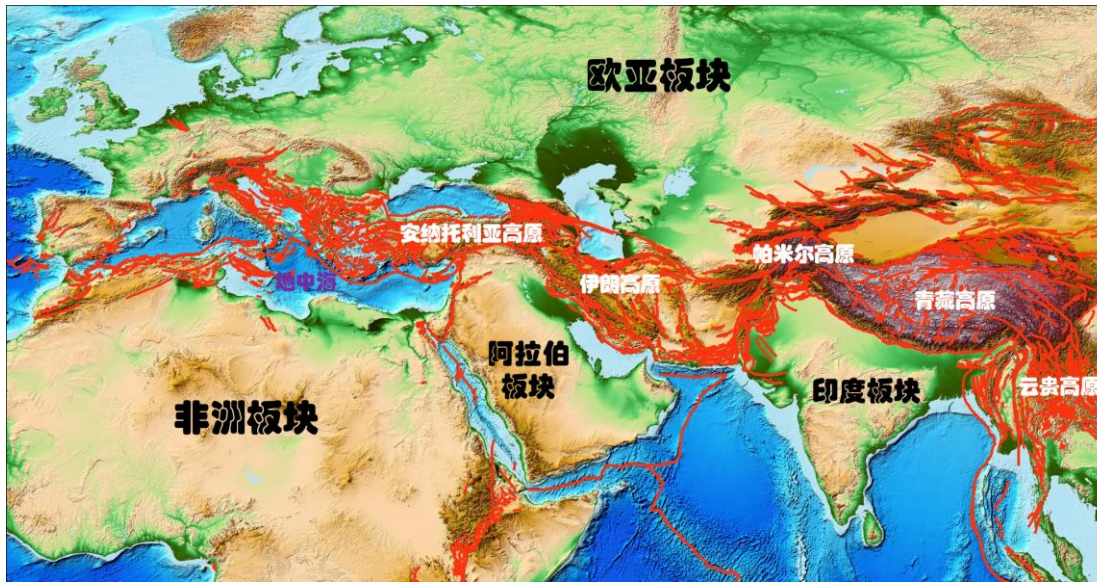 欧亚板块
安纳托利亚高原
帕米尔高原
地中海
伊朗高原
青藏高原
阿拉伯
板块
非洲板块
印度板块
云贵高原